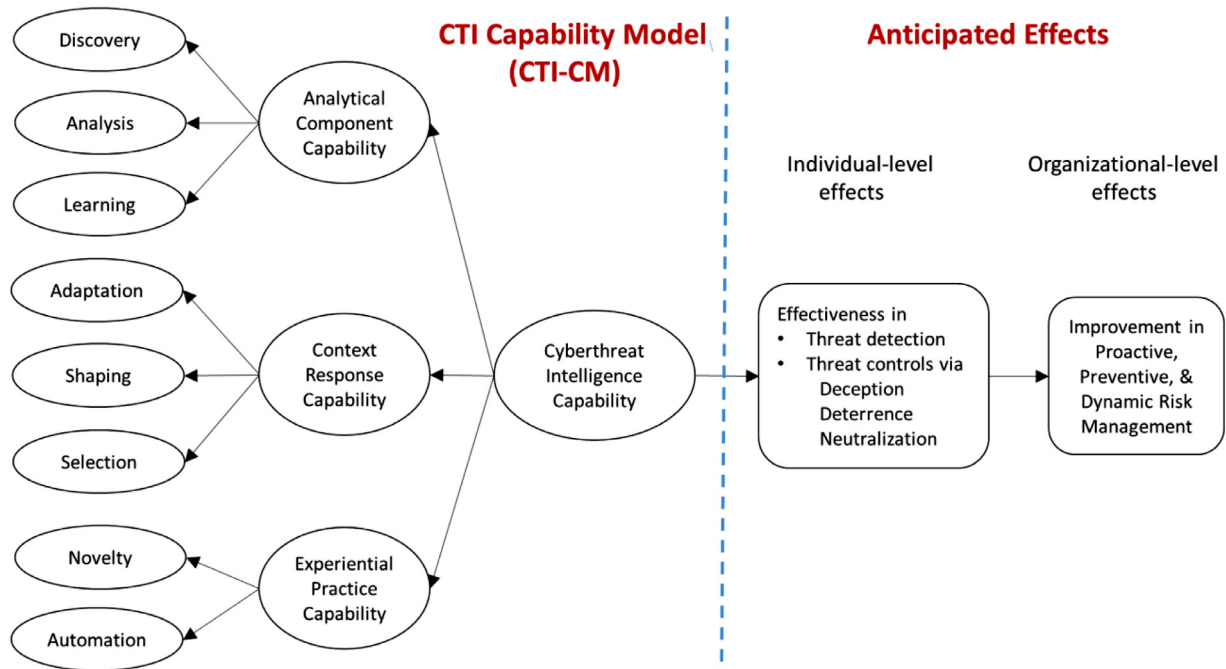 CTI Capability Model
(CTI-CM)
Anticipated Effects
Discovery
Analysis
Learning
Analytical
Component
Capability
Adaptation
Shaping
Selection
Context
Response
Capability
Novelty
Automation
Experiential
Practice
Capability
Cyberthreat
Intelligence
Capability
Individual-level
effects
Effectiveness in
• Threat detection
• Threat controls via
Deception
Deterrence
Neutralization
Organizational-level
effects
Improvement in
Proactive,
Preventive, &
Dynamic Risk
Management